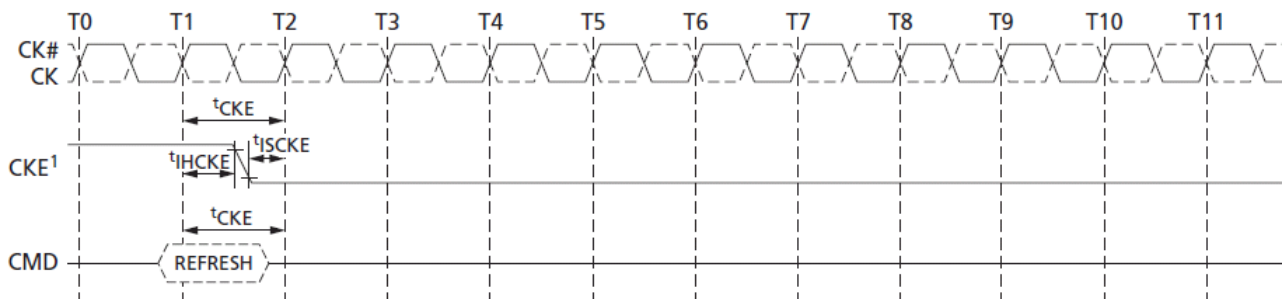 T0 T1 T2 T3 T4 T5 T6 T7 T8 T9 T10 T11
CK#
CK
tCKE
tISCKE
CKE1
tIHCKE
tCKE
CMD
REFRESH